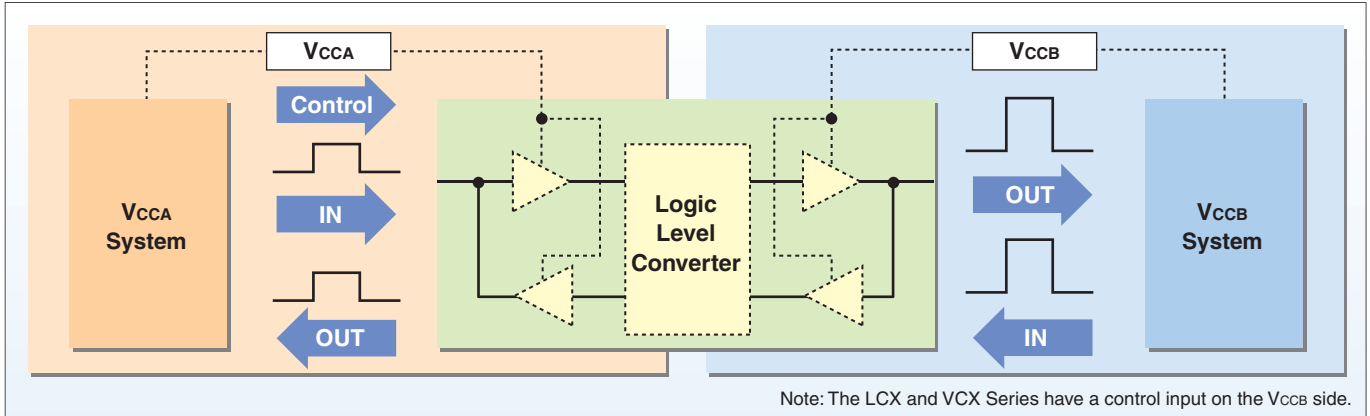 VCCA
VCCB
Control
IN
OUT
VCCA
System
Logic
Level
Converter
OUT
IN
VCCB
System
Note: The LCX and VCX Series have a control input on the VCCB side.